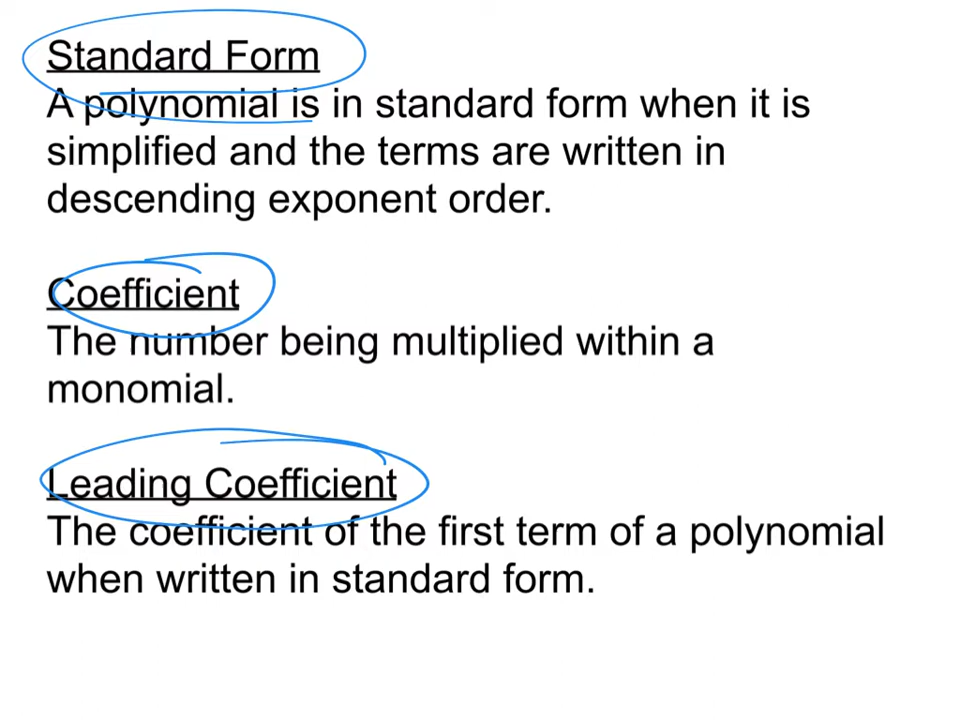 Standard Form
A polynomial is in standard form when it is
simplified and the terms are written in
descending exponent order.
Coefficient
The number being multiplied within a
monomial.
Leading Coefficient
The coefficient of the first term of a polynomial
when written in standard form.